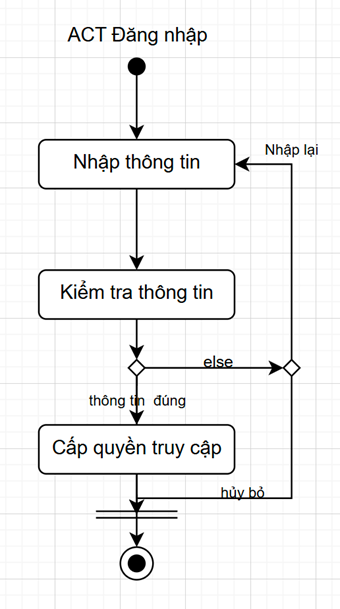 ACT Đăng nhập
Nhập thông tin
Nhập lại
Kiểm tra thông tin
else
thông tin đúng
Cấp quyền truy cập
hủy bỏ